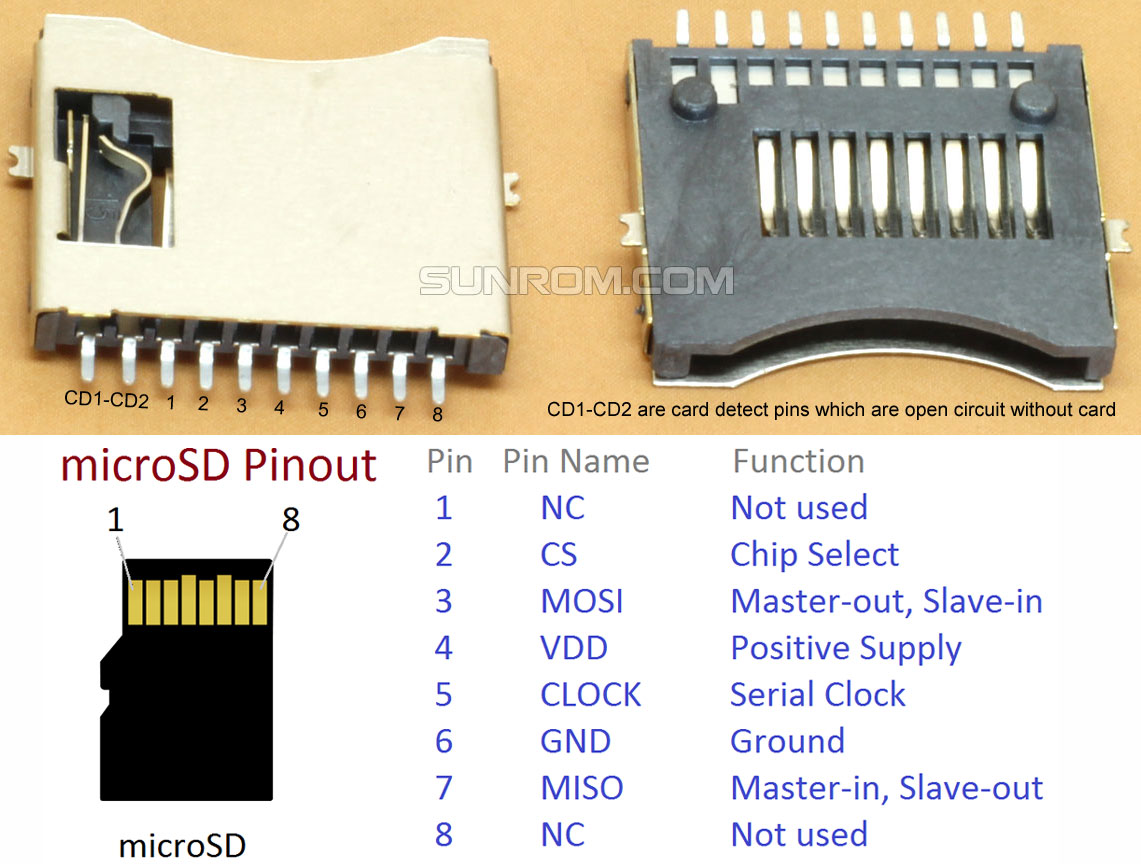 SUNROM.COM
CD1-CD2 1 2 3 4 5 6 7 8
CD1-CD2 are card detect pins which are open circuit without card
microSD Pinout
1 8
microSD
Pin Pin Name Function
1 NC Not used
2 CS Chip Select
3 MOSI Master-out, Slave-in
4 VDD Positive Supply
5 CLOCK Serial Clock
6 GND Ground
7 MISO Master-in, Slave-out
8 NC Not used